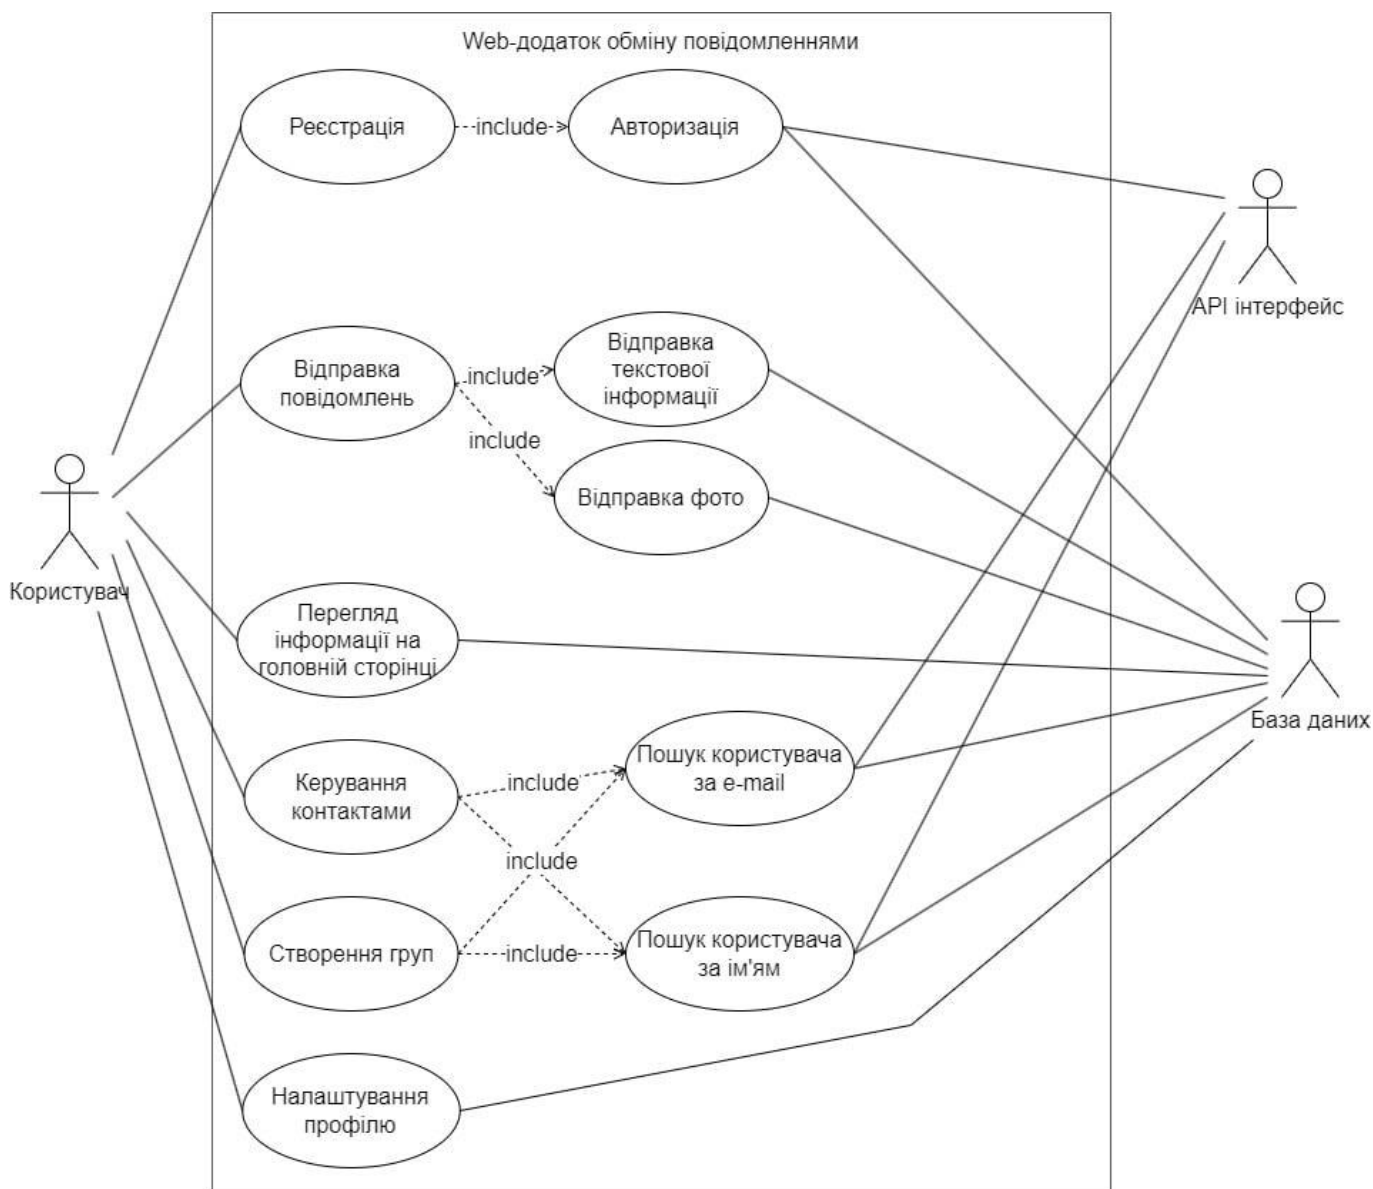 Web-додаток обміну повідомленнями
Реєстрація
include
Авторизація
API інтерфейс
Відправка
повідомлень
include
Відправка
текстової
інформації
include
Відправка фото
Користувач
Перегляд
інформації на
головній сторінці
База даних
Керування
контактами
include
Пошук користувача
за e-mail
include
Створення груп
include
Пошук користувача
за ім'ям
Налаштування
профілю